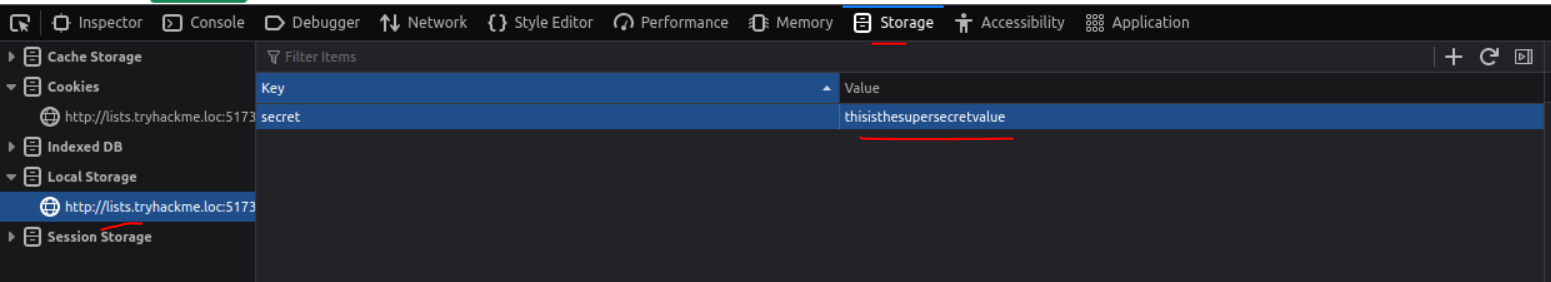 Inspector Console Debugger Network {} Style Editor Performance Memory Storage Accessibility Application
Cache Storage
Filter Items
Cookies
Key Value
http://lists.tryhackme.loc:5173 secret thisisthesupersecretvalue
Indexed DB
Local Storage
http://lists.tryhackme.loc:5173
Session Storage